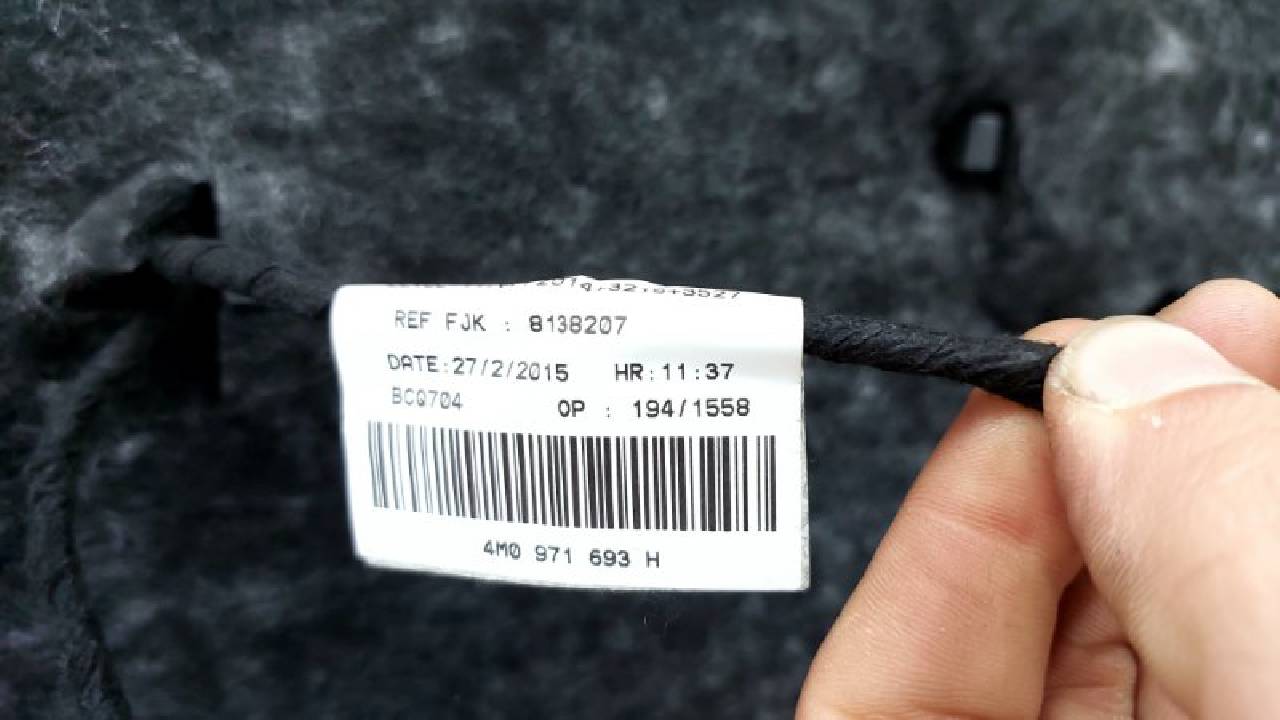 REF FJK : 8138207
DATE:27/2/2015 HR:11:37
BCQ704 OP : 194/1558
4M0 971 693 H